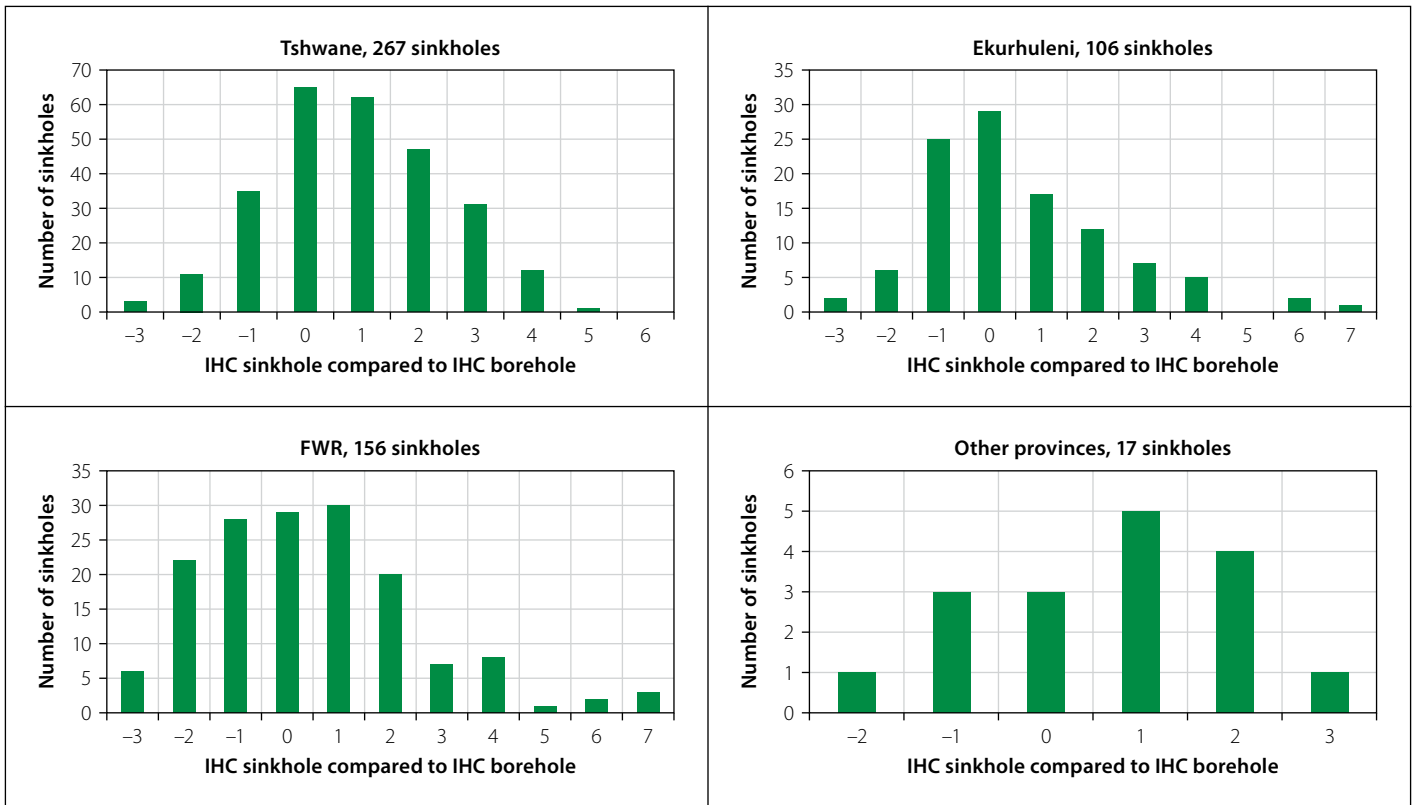 Tshwane, 267 sinkholes
Number of sinkholes
70
60
50
40
30
20
10
0
–3 –2 –1 0 1 2 3 4 5 6
IHC sinkhole compared to IHC borehole
Ekurhuleni, 106 sinkholes
Number of sinkholes
35
30
25
20
15
10
5
0
–3 –2 –1 0 1 2 3 4 5 6 7
IHC sinkhole compared to IHC borehole
FWR, 156 sinkholes
Number of sinkholes
35
30
25
20
15
10
5
0
–3 –2 –1 0 1 2 3 4 5 6 7
IHC sinkhole compared to IHC borehole
Other provinces, 17 sinkholes
Number of sinkholes
6
5
4
3
2
1
0
–2 –1 0 1 2 3
IHC sinkhole compared to IHC borehole